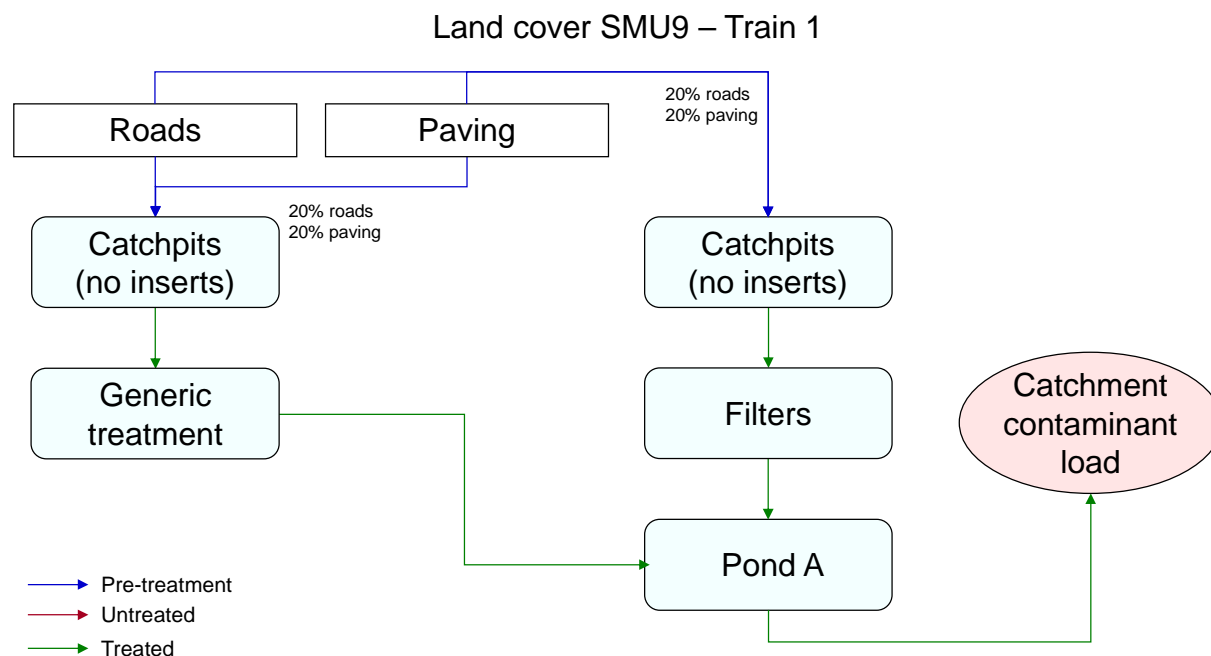 Land cover SMU9 – Train 1
20% roads
20% paving
Roads
Paving
20% roads
20% paving
Catchpits
(no inserts)
Catchpits
(no inserts)
Generic
treatment
Filters
Catchment
contaminant
load
Pond A
Pre-treatment
Untreated
Treated